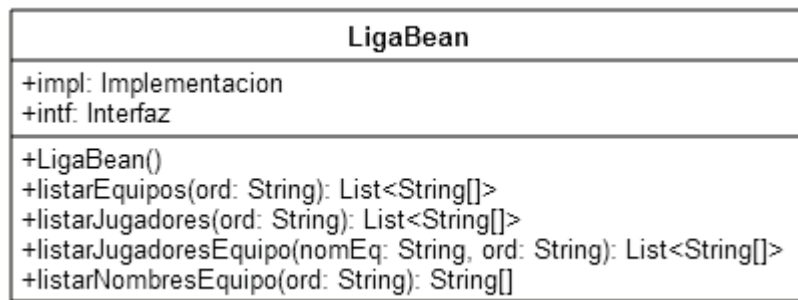 LigaBean
+impl: Implementacion
+intf: Interfaz
+LigaBean()
+listarEquipos(ord: String): List<String[]>
+listarJugadores(ord: String): List<String[]>
+listarJugadoresEquipo(nomEq: String, ord: String): List<String[]>
+listarNombresEquipo(ord: String): String[]